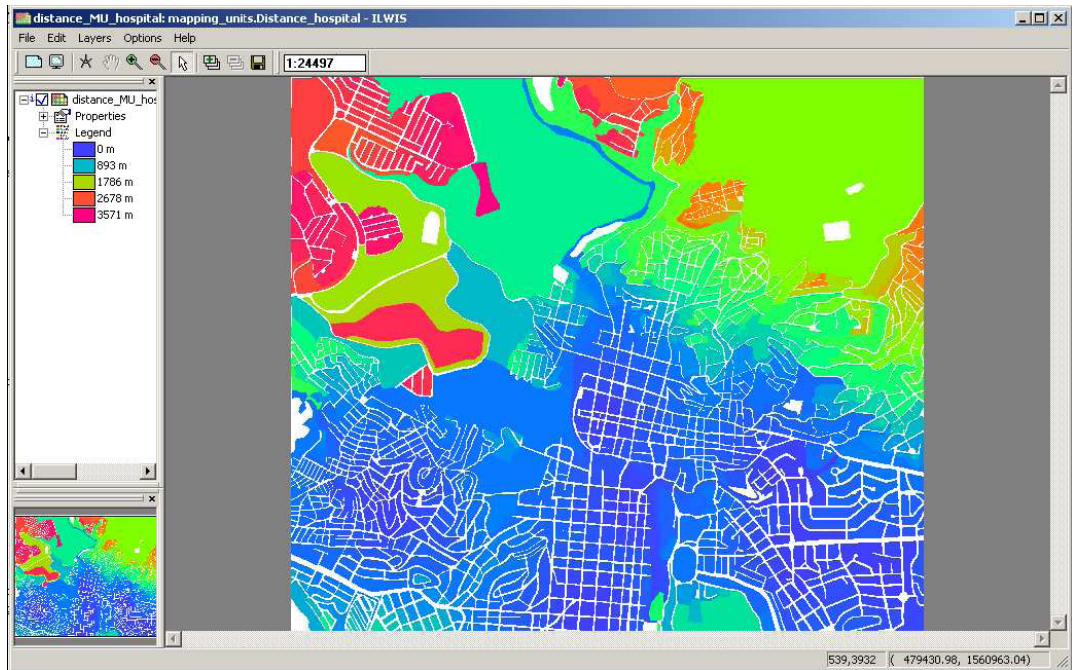 distance_MU_hospital: mapping_units.Distance_hospital - ILWIS
File Edit Layers Options Help
1:24497
distance_MU_hos
Properties
Legend
0 m
893 m
1786 m
2678 m
3571 m
539,3932 ( 479430.98, 1560963.04)